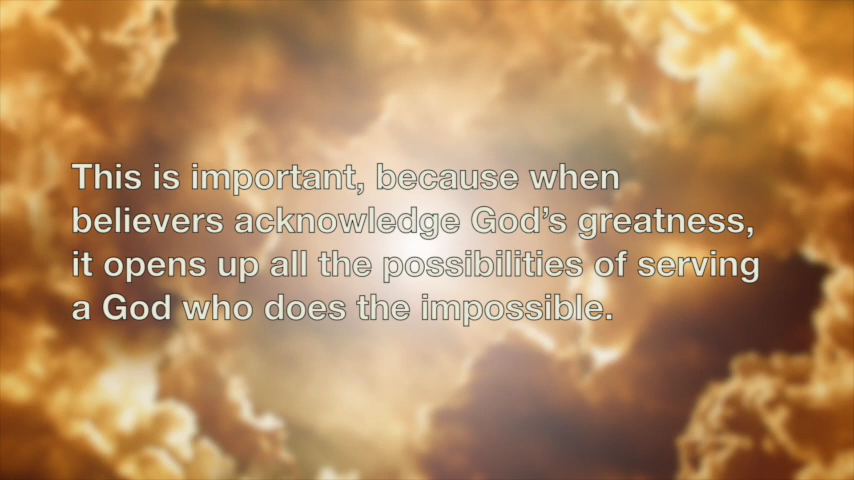 This is important, because when
believers acknowledge God’s greatness,
it opens up all the possibilities of serving
a God who does the impossible.